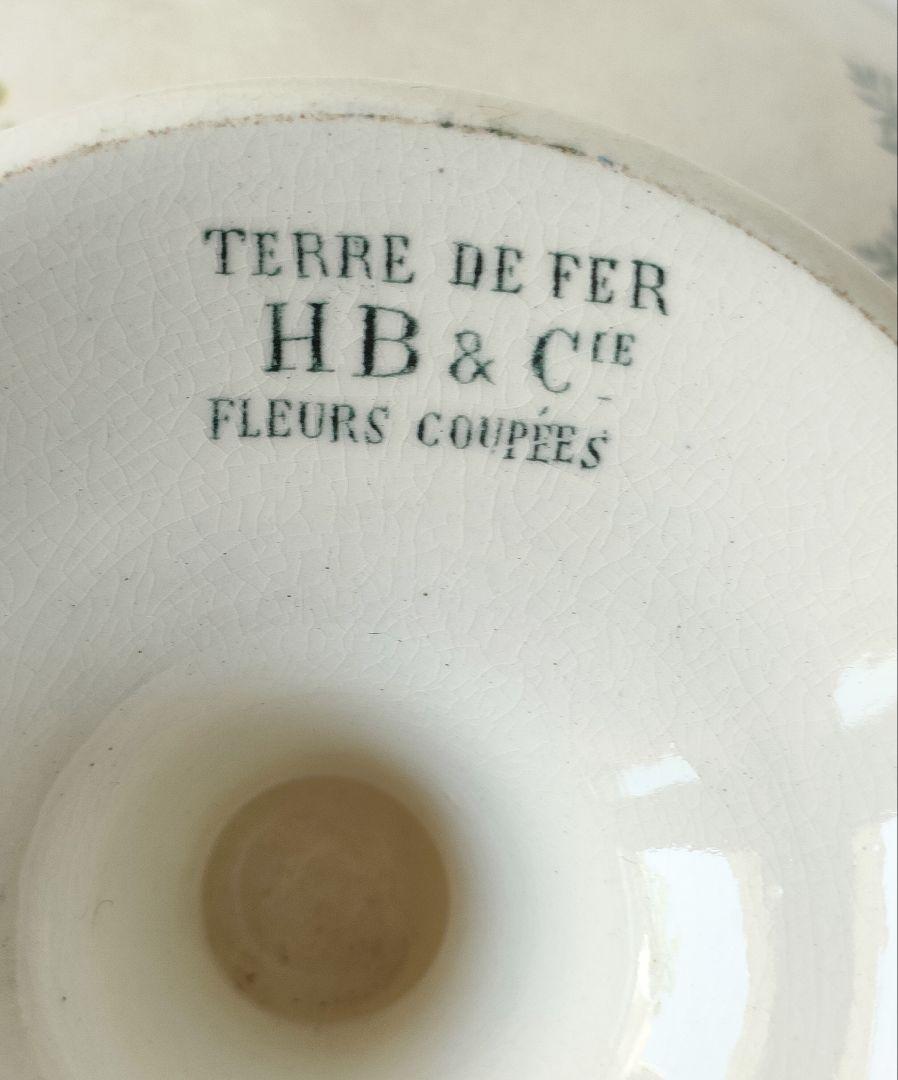 TERRE DE FER
HB & CIE
FLEURS COUPÉES